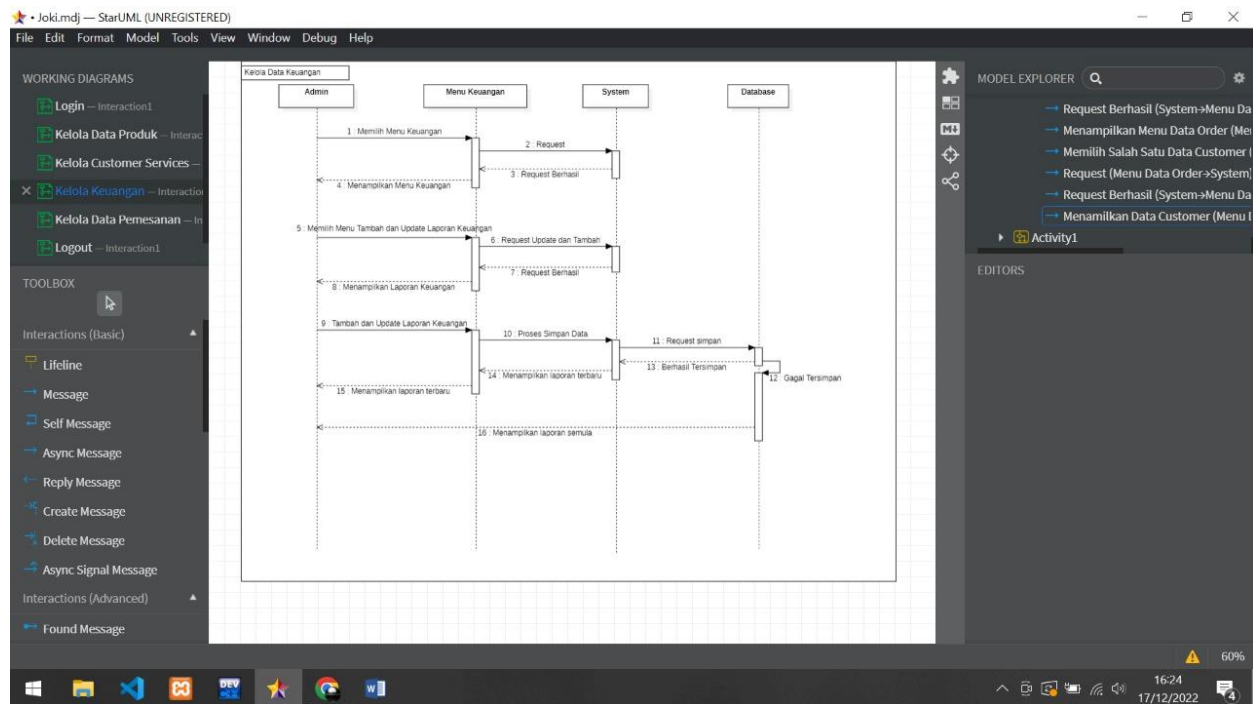 • Joki.mdj — StarUML (UNREGISTERED)
File Edit Format Model Tools View Window Debug Help
WORKING DIAGRAMS
Login — Interaction1
Kelola Data Produk — Interac
Kelola Customer Services —
Kelola Keuangan — Interaction
Kelola Data Pemesanan — In
Logout — Interaction1
TOOLBOX
Interactions (Basic)
Lifeline
Message
Self Message
Async Message
Reply Message
Create Message
Delete Message
Async Signal Message
Interactions (Advanced)
Found Message
Kelola Data Keuangan
Admin
Menu Keuangan
System
Database
1 : Memilih Menu Keuangan
2 : Request
3 : Request Berhasil
4 : Menampilkan Menu Keuangan
5 : Memilih Menu Tambah dan Update Laporan Keuangan
6 : Request Update dan Tambah
7 : Request Berhasil
8 : Menampilkan Laporan Keuangan
9 : Tambah dan Update Laporan Keuangan
10 : Proses Simpan Data
11 : Request simpan
12 : Gagal Tersimpan
13 : Berhasil Tersimpan
14 : Menampilkan laporan terbaru
15 : Menampilkan laporan terbaru
16 : Menampilkan laporan semula
M↓
MODEL EXPLORER
Request Berhasil (System→Menu Da
Menampilkan Menu Data Order (Me
Memilih Salah Satu Data Customer (
Request (Menu Data Order→System)
Request Berhasil (System→Menu Da
Menamilkan Data Customer (Menu
Activity1
EDITORS
60%
DEV
W
16:24
17/12/2022
4